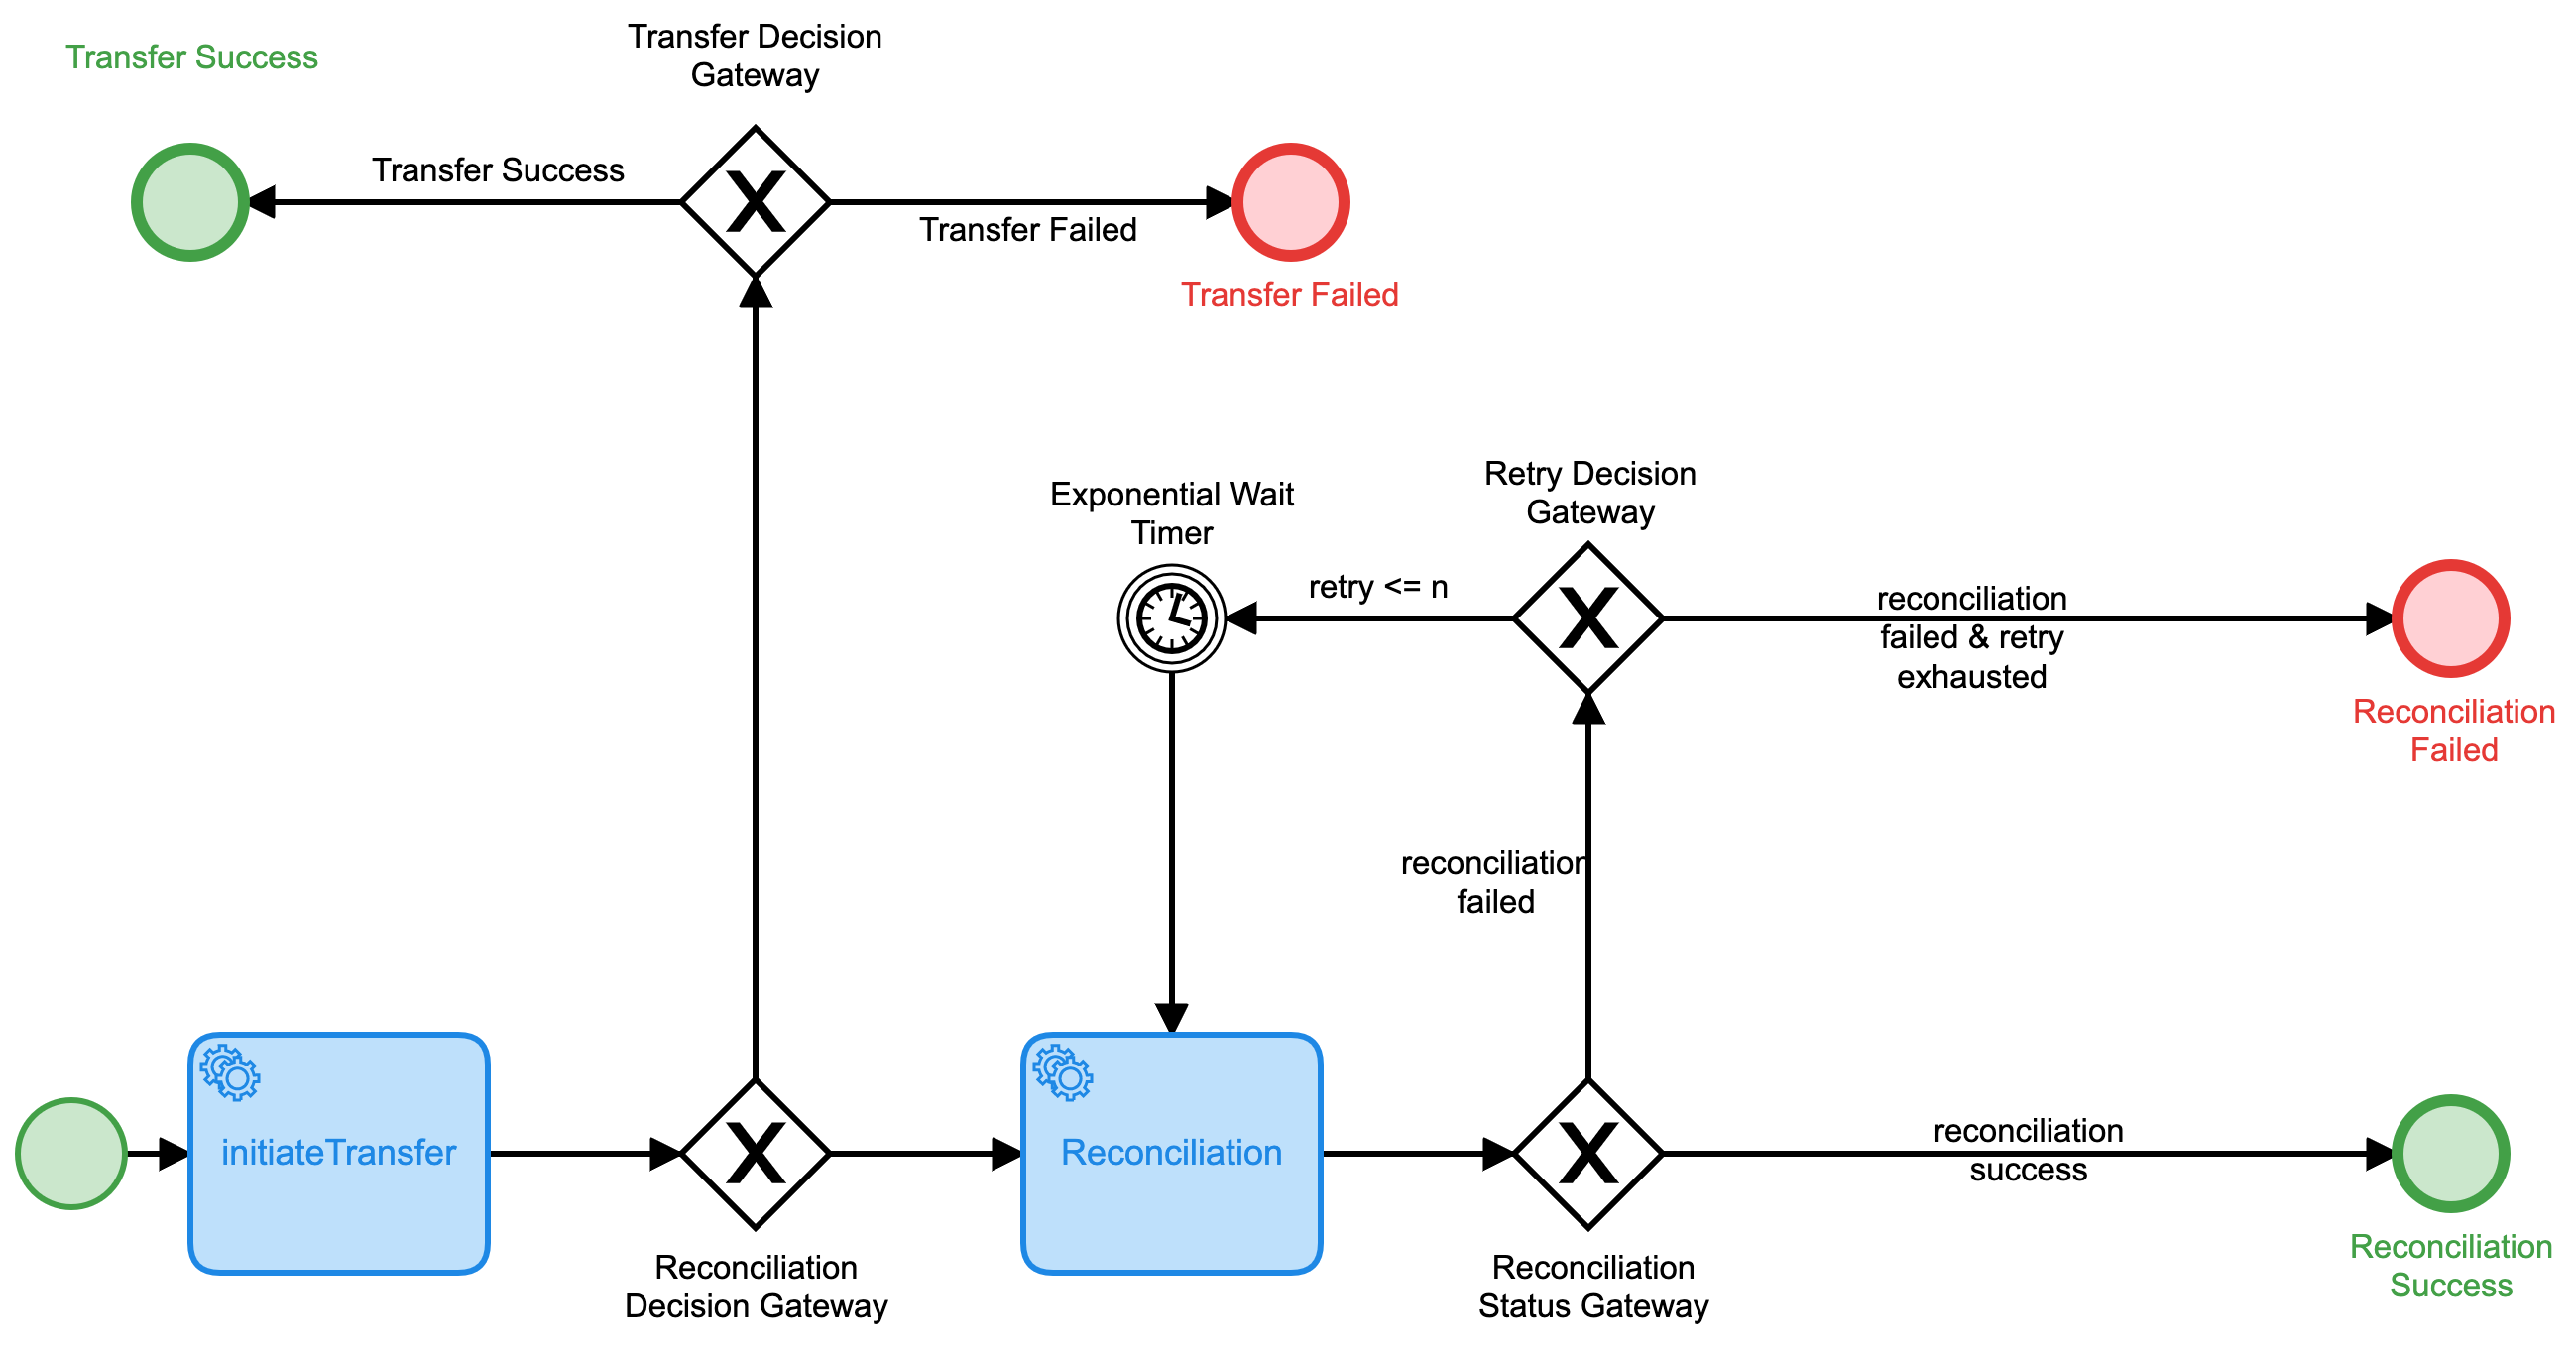 Transfer Success
Transfer Decision
Gateway
Transfer Success
Transfer Failed
Transfer Failed
Exponential Wait
Timer
Retry Decision
Gateway
retry <= n
reconciliation
failed & retry
exhausted
Reconciliation
Failed
reconciliation
failed
initiateTransfer
Reconciliation
Decision Gateway
Reconciliation
Reconciliation
Status Gateway
reconciliation
success
Reconciliation
Success